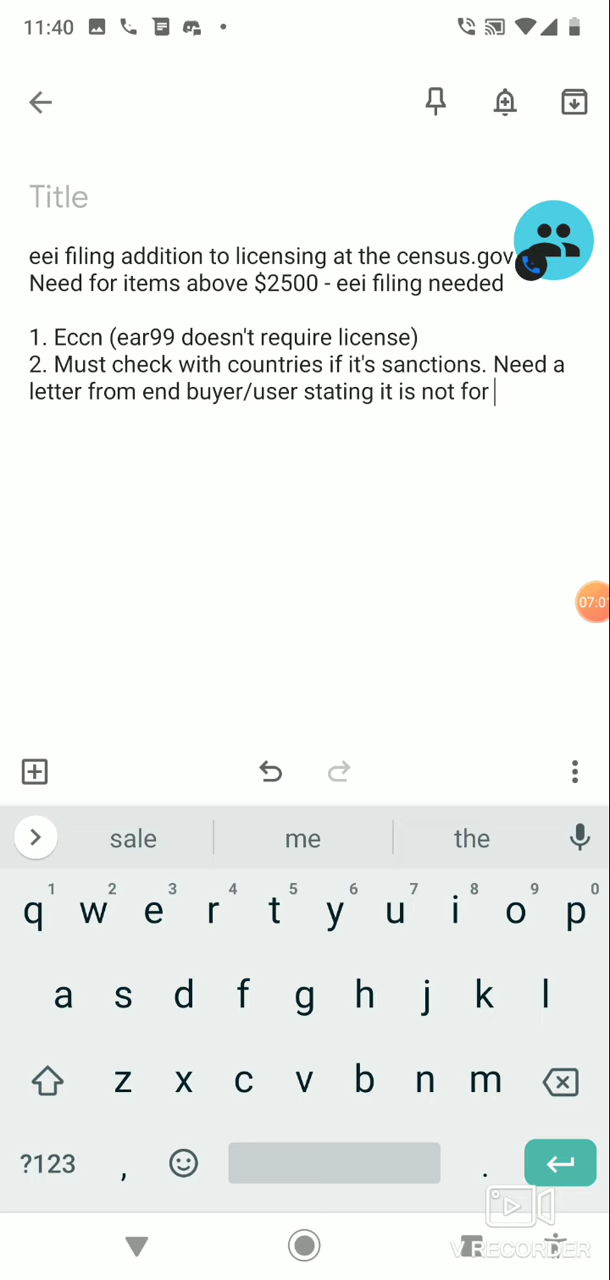 11:40
Title
eei filing addition to licensing at the census.gov
Need for items above $2500 - eei filing needed
1. Eccn (ear99 doesn't require license)
2. Must check with countries if it's sanctions. Need a
letter from end buyer/user stating it is not for
07:01
sale me the
1 2 3 4 5 6 7 8 9 0
q w e r t y u i o p
a s d f g h j k l
z x c v b n m
?123 , .
V RECORDER